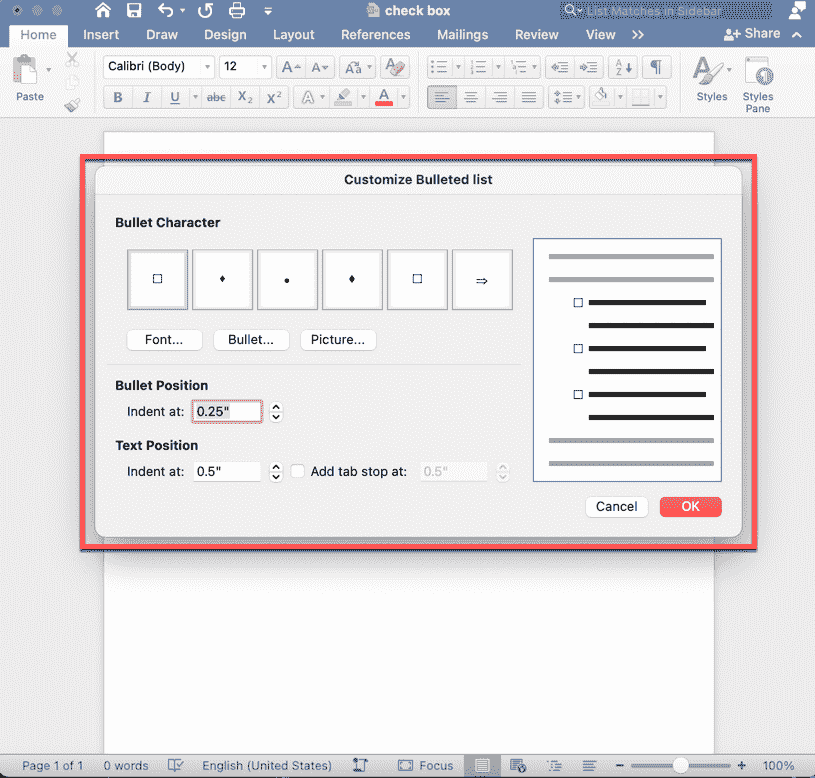 check box
List Matches in Sidebar
Home Insert Draw Design Layout References Mailings Review View Share
Calibri (Body) 12
Paste
B I U abc X₂ X² A A
Styles Styles
Pane
Customize Bulleted list
Bullet Character
Font... Bullet... Picture...
Bullet Position
Indent at: 0.25"
Text Position
Indent at: 0.5" Add tab stop at: 0.5"
Cancel OK
Page 1 of 1 0 words English (United States) Focus 100%